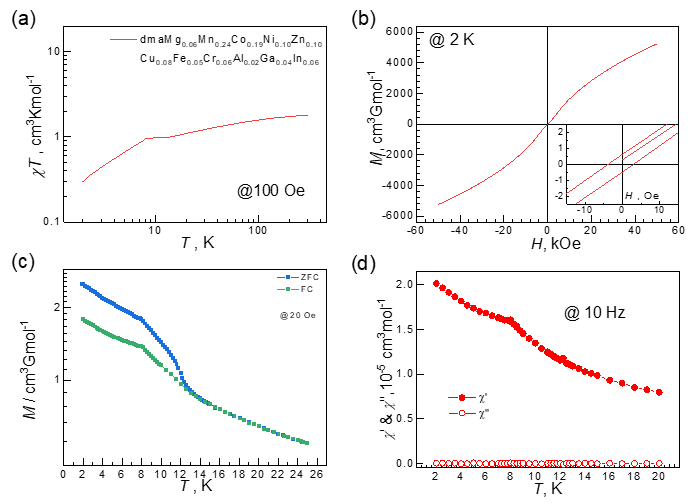 (a)
dmaMg0.06Mn0.24Co0.19Ni0.10Zn0.10
Cu0.08Fe0.05Cr0.06Al0.02Ga0.04In0.06
χT , cm3Kmol-1
10
1
0.1
@100 Oe
10
100
T , K
(b)
@ 2 K
M, cm3Gmol-1
6000
4000
2000
0
-2000
-4000
-6000
-60
-40
-20
0
20
40
60
H, kOe
2
1
0
-1
-2
H , Oe
-10
0
10
(c)
ZFC
FC
@20 Oe
M / cm3Gmol-1
2
1
0
2
4
6
8
10
12
14
16
18
20
22
24
26
T , K
(d)
@ 10 Hz
χ' & χ'', 10-5 cm3mol-1
2.0
1.5
1.0
0.5
0.0
χ'
χ''
2
4
6
8
10
12
14
16
18
20
T, K